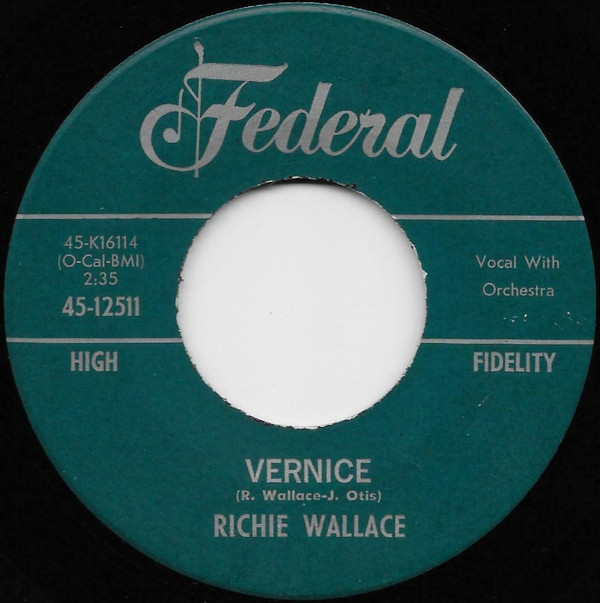 Federal
45-K16114
(O-Cal-BMI)
2:35
45-12511
Vocal With
Orchestra
HIGH
FIDELITY
VERNICE
(R. Wallace-J. Otis)
RICHIE WALLACE